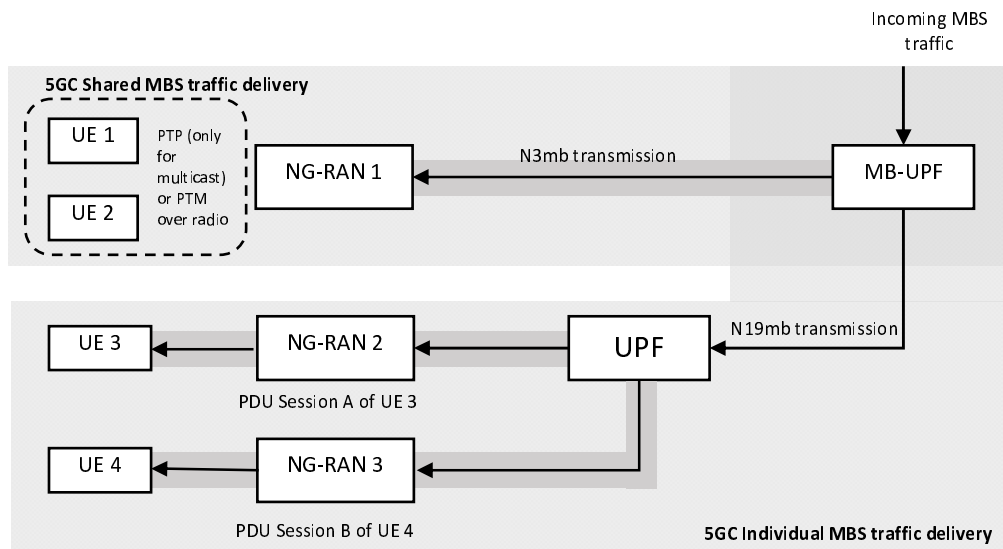 Incoming MBS
traffic
5GC Shared MBS traffic delivery
UE 1
UE 2
PTP (only
for
multicast)
or PTM
over radio
NG-RAN 1
N3mb transmission
MB-UPF
N19mb transmission
UE 3
NG-RAN 2
UPF
PDU Session A of UE 3
UE 4
NG-RAN 3
PDU Session B of UE 4
5GC Individual MBS traffic delivery